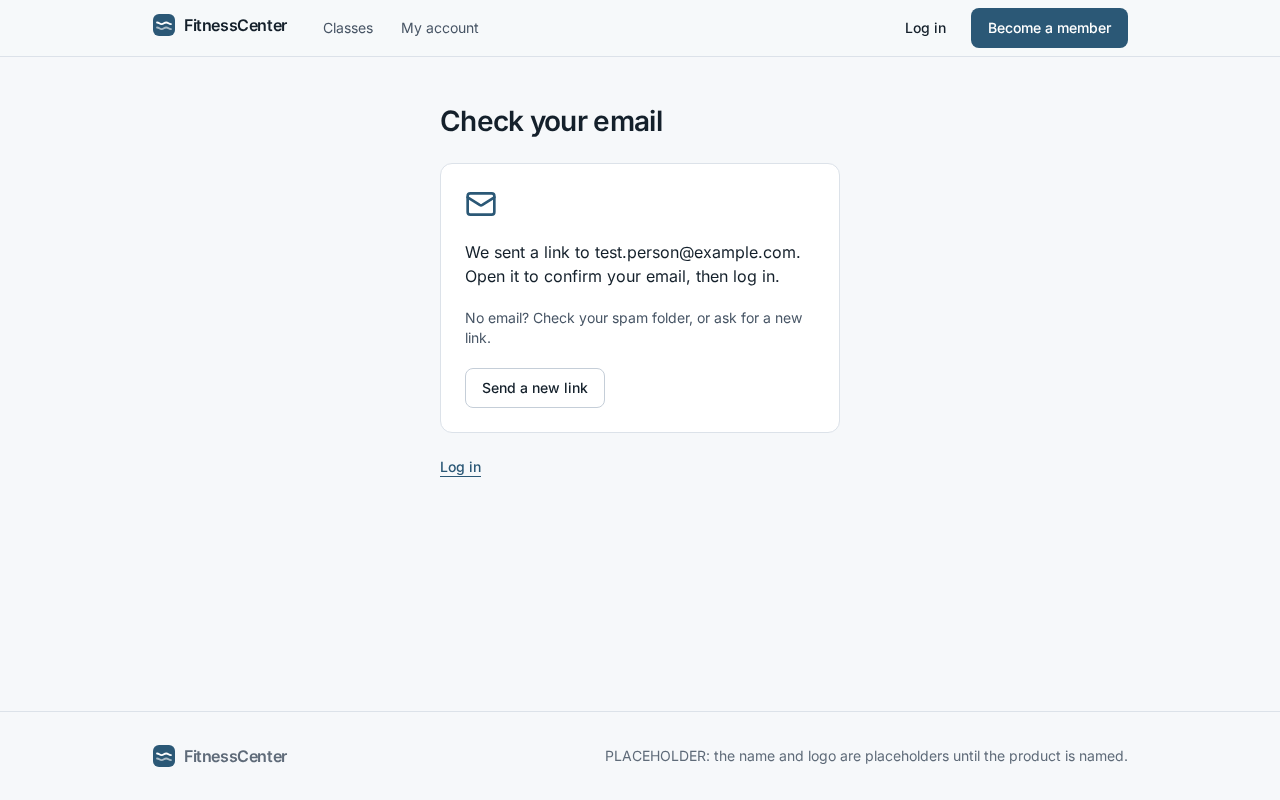 FitnessCenter
Classes
My account
Log in
Become a member
Check your email
We sent a link to test.person@example.com.
Open it to confirm your email, then log in.
No email? Check your spam folder, or ask for a new
link.
Send a new link
Log in
FitnessCenter
PLACEHOLDER: the name and logo are placeholders until the product is named.